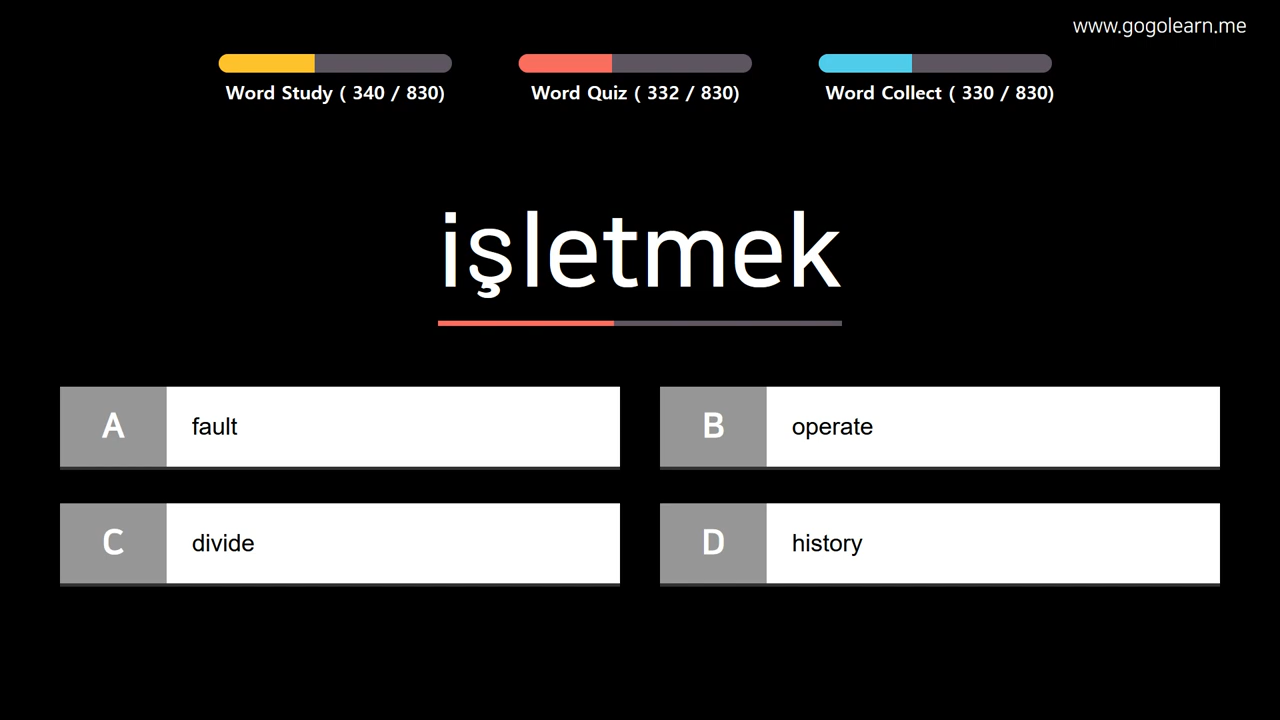 www.gogolearn.me
Word Study ( 340 / 830)
Word Quiz ( 332 / 830)
Word Collect ( 330 / 830)
işletmek
A fault
B operate
C divide
D history